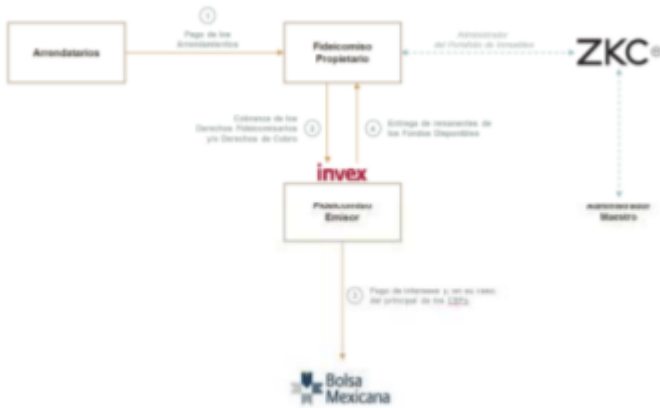 1
Pago de los
Arrendamientos
Arrendatarios
Fideicomiso
Propietario
Administrador
del Portafolio de Inmuebles
ZKC
Cobranza de los
Derechos Fideicomisarios
y/o Derechos de Cobro
2
4
Entrega de remanentes de
los Fondos Disponibles
invex
Fideicomiso
Emisor
Administrador
Maestro
3
Pago de Intereses y, en su caso,
del principal de los CBFs
Bolsa
Mexicana